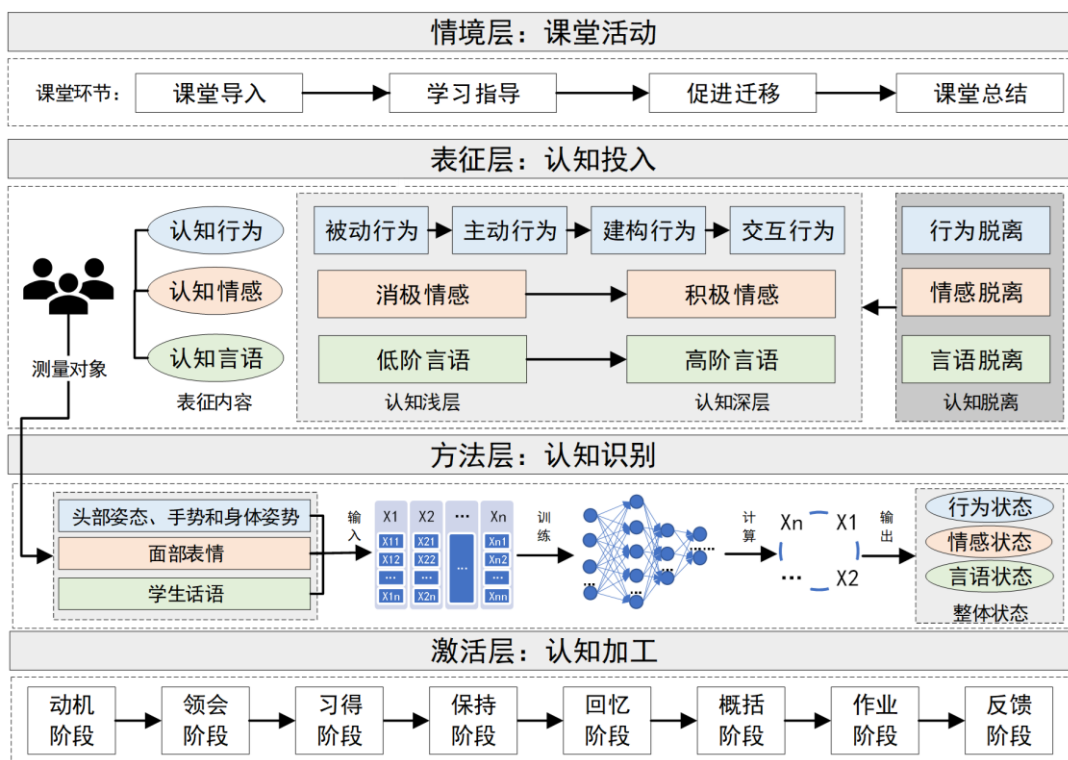 情境层：课堂活动
课堂环节：
课堂导入
学习指导
促进迁移
课堂总结
表征层：认知投入
认知行为
被动行为
主动行为
建构行为
交互行为
行为脱离
认知情感
消极情感
积极情感
情感脱离
测量对象
认知言语
低阶言语
高阶言语
言语脱离
表征内容
认知浅层
认知深层
认知脱离
方法层：认知识别
头部姿态、手势和身体姿势
面部表情
学生话语
输入
X1 X2 ... Xn
X11 X21 Xn1
X12 X22 ... Xn2
... ... ...
X1n X2n Xnn
训练
...
...
...
......
计算
Xn X1
... X2
输出
行为状态
情感状态
言语状态
整体状态
激活层：认知加工
动机
阶段
领会
阶段
习得
阶段
保持
阶段
回忆
阶段
概括
阶段
作业
阶段
反馈
阶段